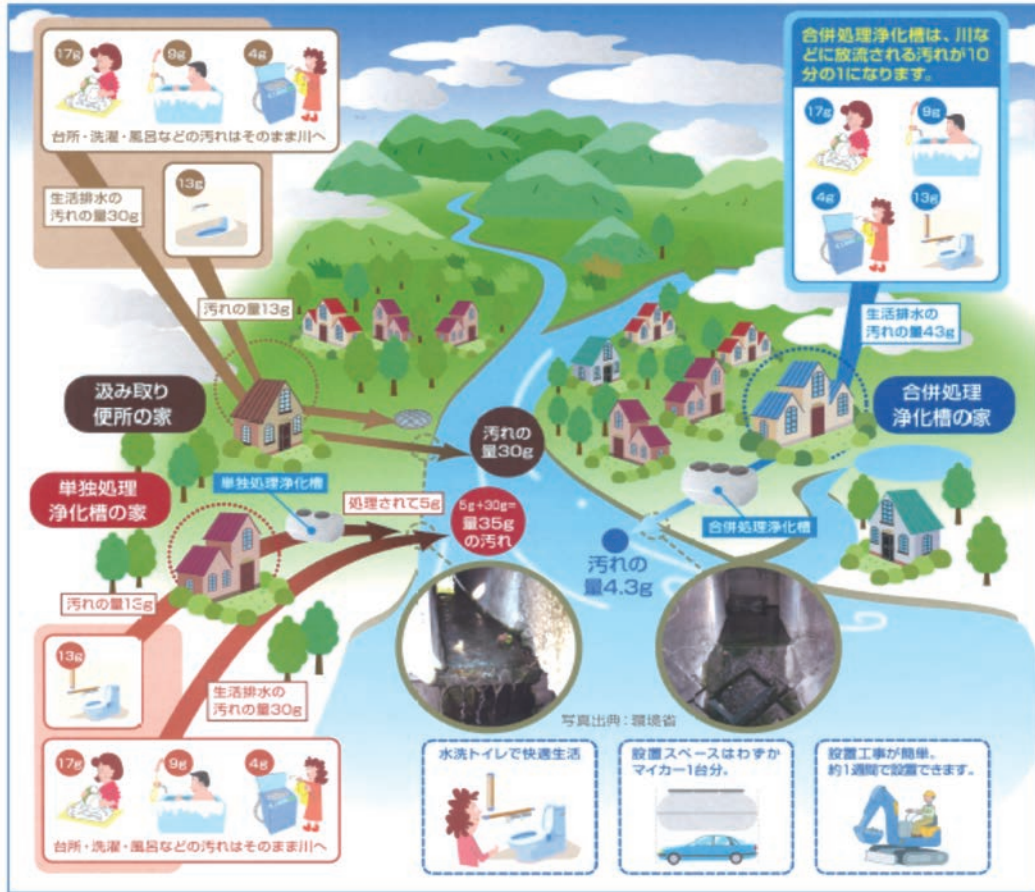 17g
9g
4g
台所・洗濯・風呂などの汚れはそのまま川へ
生活排水の
汚れの量30g
13g
汚れの量13g
合併処理浄化槽は、川な
どに放流される汚れが10
分の1になります。
17g
9g
4g
13g
生活排水の
汚れの量43g
汲み取り
便所の家
合併処理
浄化槽の家
汚れの
量30g
単独処理
浄化槽の家
単独処理浄化槽
処理されて5g
5g+30g=
量35g
の汚れ
合併処理浄化槽
汚れの
量4.3g
汚れの量13g
13g
生活排水の
汚れの量30g
17g
9g
4g
台所・洗濯・風呂などの汚れはそのまま川へ
写真出典:環境省
水洗トイレで快適生活
設置スペースはわずか
マイカー1台分。
設置工事が簡単。
約1週間で設置できます。